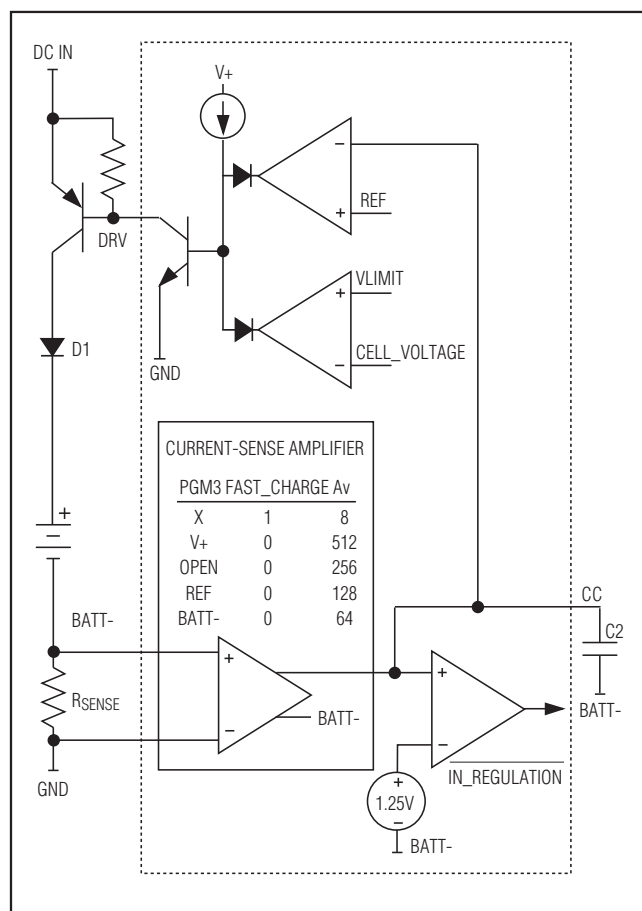 DC IN
V+
−
REF
+
DRV
VLIMIT
+
D1
−
CELL_VOLTAGE
GND
CURRENT-SENSE AMPLIFIER
PGM3 FAST_CHARGE Av
X 1 8
V+ 0 512
OPEN 0 256
REF 0 128
BATT- 0 64
+
−
CC
C2
BATT-
+
+
RSENSE
BATT-
BATT-
−
−
GND
+
1.25V
−
IN_REGULATION
BATT-